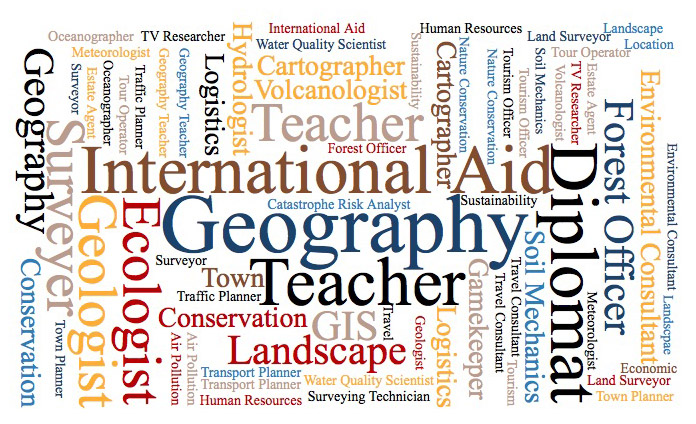 Oceanographer
TV Researcher
International Aid
Human Resources
Landscape
Meteorologist
Water Quality Scientist
Land Surveyor
Location
Tour Operator
Geography
Surveyor
Estate Agent
Oceanographer
Tour Operator
Traffic Planner
Geography Teacher
Geography Teacher
Logistics
Hydrologist
Cartographer
Volcanologist
Teacher
Forest Officer
Sustainability
Cartographer
Nature Conservation
Nature Conservation
Tourism Officer
Tourism Officer
Soil Mechanics
Volcanologist
TV Researcher
Estate Agent
Forest Officer
Environmental Consultant
Environmental Consultant
Surveyor
International Aid
Geography
Catastrophe Risk Analyst
Sustainability
Diplomat
Geologist
Ecologist
Surveyor
Town
Teacher
Traffic Planner
Conservation
Conservation
Town Planner
GIS
Travel
Landscape
Geologist
Logistics
Gamekeeper
Travel Consultant
Travel Consultant
Tourism
Soil Mechanics
Meteorologist
Landscpae
Air Pollution
Air Pollution
Transport Planner
Transport Planner
Water Quality Scientist
Human Resources
Surveying Technician
Economic
Land Surveyor
Town Planner